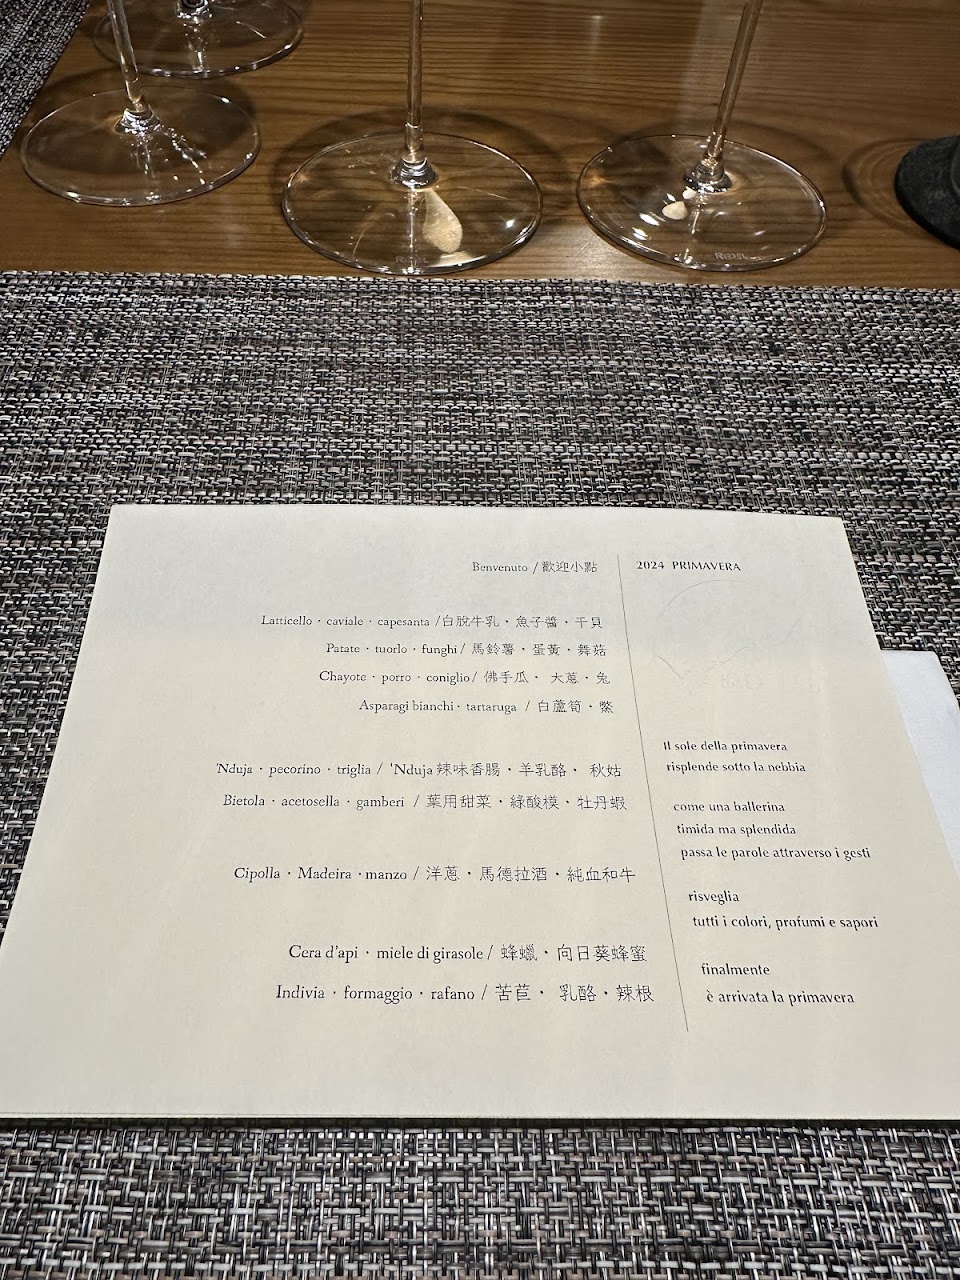 RIEDEL
RIEDEL
Benvenuto / 歡迎小點
Latticello · caviale · capesanta / 白脫牛乳 · 魚子醬 · 干貝
Patate · tuorlo · funghi / 馬鈴薯 · 蛋黃 · 舞菇
Chayote · porro · coniglio / 佛手瓜 · 大蔥 · 兔
Asparagi bianchi · tartaruga / 白蘆筍 · 鱉
'Nduja · pecorino · triglia / 'Nduja 辣味香腸 · 羊乳酪 · 秋姑
Bietola · acetosella · gamberi / 葉用甜菜 · 綠酸模 · 牡丹蝦
Cipolla · Madeira · manzo / 洋蔥 · 馬德拉酒 · 純血和牛
Cera d'api · miele di girasole / 蜂蠟 · 向日葵蜂蜜
Indivia · formaggio · rafano / 苦苣 · 乳酪 · 辣根
2024 PRIMAVERA
Il sole della primavera
risplende sotto la nebbia
come una ballerina
timida ma splendida
passa le parole attraverso i gesti
risveglia
tutti i colori, profumi e sapori
finalmente
è arrivata la primavera